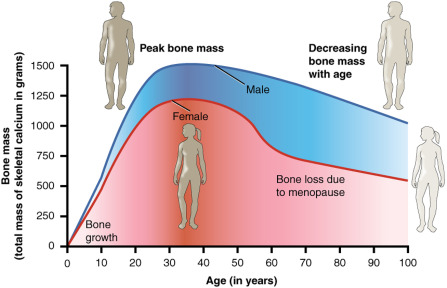 Peak bone mass
Decreasing
bone mass
with age
Bone mass
(total mass of skeletal calcium in grams)
1500
1250
1000
750
500
250
0
Male
Female
Bone loss due
to menopause
Bone
growth
0 10 20 30 40 50 60 70 80 90 100
Age (in years)